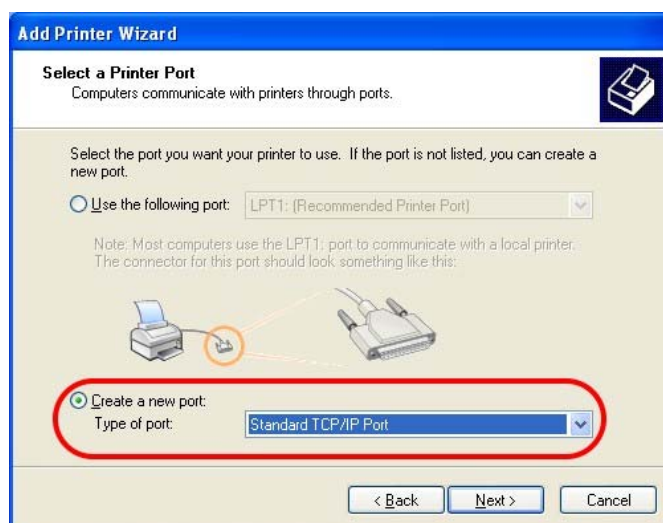 Add Printer Wizard
Select a Printer Port
Computers communicate with printers through ports.
Select the port you want your printer to use. If the port is not listed, you can create a
new port.
Use the following port: LPT1: (Recommended Printer Port)
Note: Most computers use the LPT1: port to communicate with a local printer.
The connector for this port should look something like this:
Create a new port:
Type of port: Standard TCP/IP Port
< Back Next > Cancel